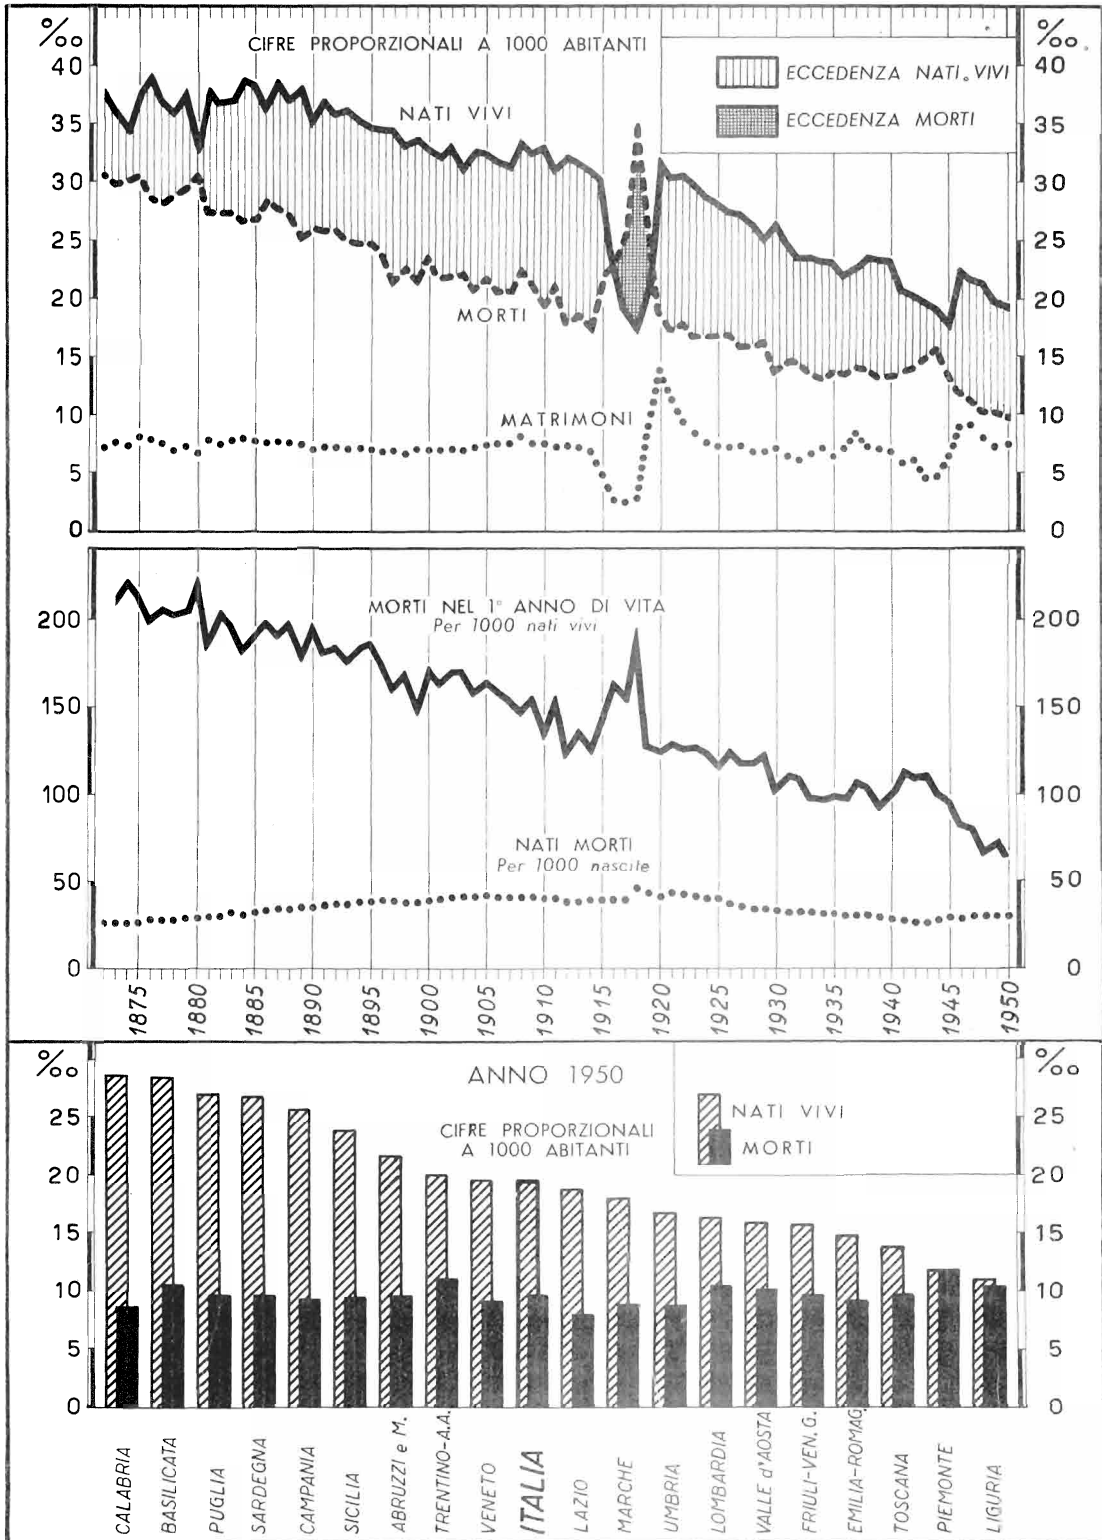 %o
CIFRE PROPORZIONALI A 1000 ABITANTI
%o
40
40
ECCEDENZA NATI VIVI
ECCEDENZA MORTI
NATI VIVI
35
35
30
30
25
25
20
20
MORTI
15
15
MATRIMONI
10
10
5
5
0
0
MORTI NEL 1° ANNO DI VITA
Per 1000 nati vivi
200
200
150
150
100
100
NATI MORTI
Per 1000 nascite
50
50
0
0
1875
1880
1885
1890
1895
1900
1905
1910
1915
1920
1925
1930
1935
1940
1945
1950
%o
ANNO 1950
%o
CIFRE PROPORZIONALI
A 1000 ABITANTI
NATI VIVI
MORTI
25
25
20
20
15
15
10
10
5
5
0
0
CALABRIA
BASILICATA
PUGLIA
SARDEGNA
CAMPANIA
SICILIA
ABRUZZI e M.
TRENTINO-A.A.
VENETO
ITALIA
LAZIO
MARCHE
UMBRIA
LOMBARDIA
VALLE d'AOSTA
FRIULI-VEN.G.
EMILIA-ROMAG.
TOSCANA
PIEMONTE
LIGURIA